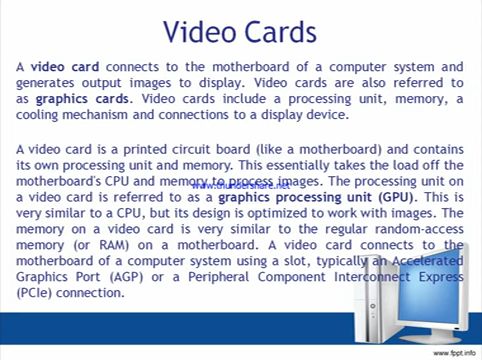 Video Cards
A video card connects to the motherboard of a computer system and
generates output images to display. Video cards are also referred to
as graphics cards. Video cards include a processing unit, memory, a
cooling mechanism and connections to a display device.
A video card is a printed circuit board (like a motherboard) and contains
its own processing unit and memory. This essentially takes the load off the
motherboard's CPU and memory to process images. The processing unit on
www.thundershare.net
a video card is referred to as a graphics processing unit (GPU). This is
very similar to a CPU, but its design is optimized to work with images. The
memory on a video card is very similar to the regular random-access
memory (or RAM) on a motherboard. A video card connects to the
motherboard of a computer system using a slot, typically an Accelerated
Graphics Port (AGP) or a Peripheral Component Interconnect Express
(PCIe) connection.
www.fppt.info